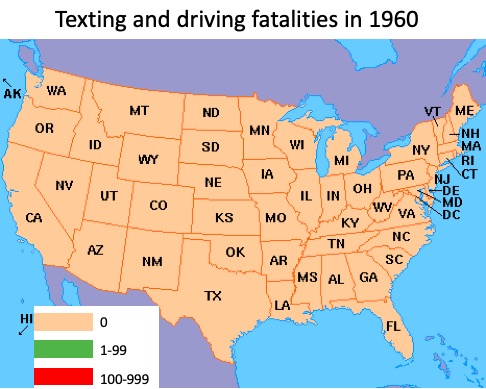 Texting and driving fatalities in 1960
AK
WA
MT
ND
MN
VT
ME
OR
ID
SD
WI
MI
NY
NH
MA
RI
CT
WY
NE
IA
PA
NJ
NV
UT
CO
IL
IN
OH
DE
MD
DC
CA
KS
MO
WV
VA
KY
NC
AZ
NM
OK
AR
TN
SC
TX
MS
AL
GA
LA
FL
HI
0
1-99
100-999